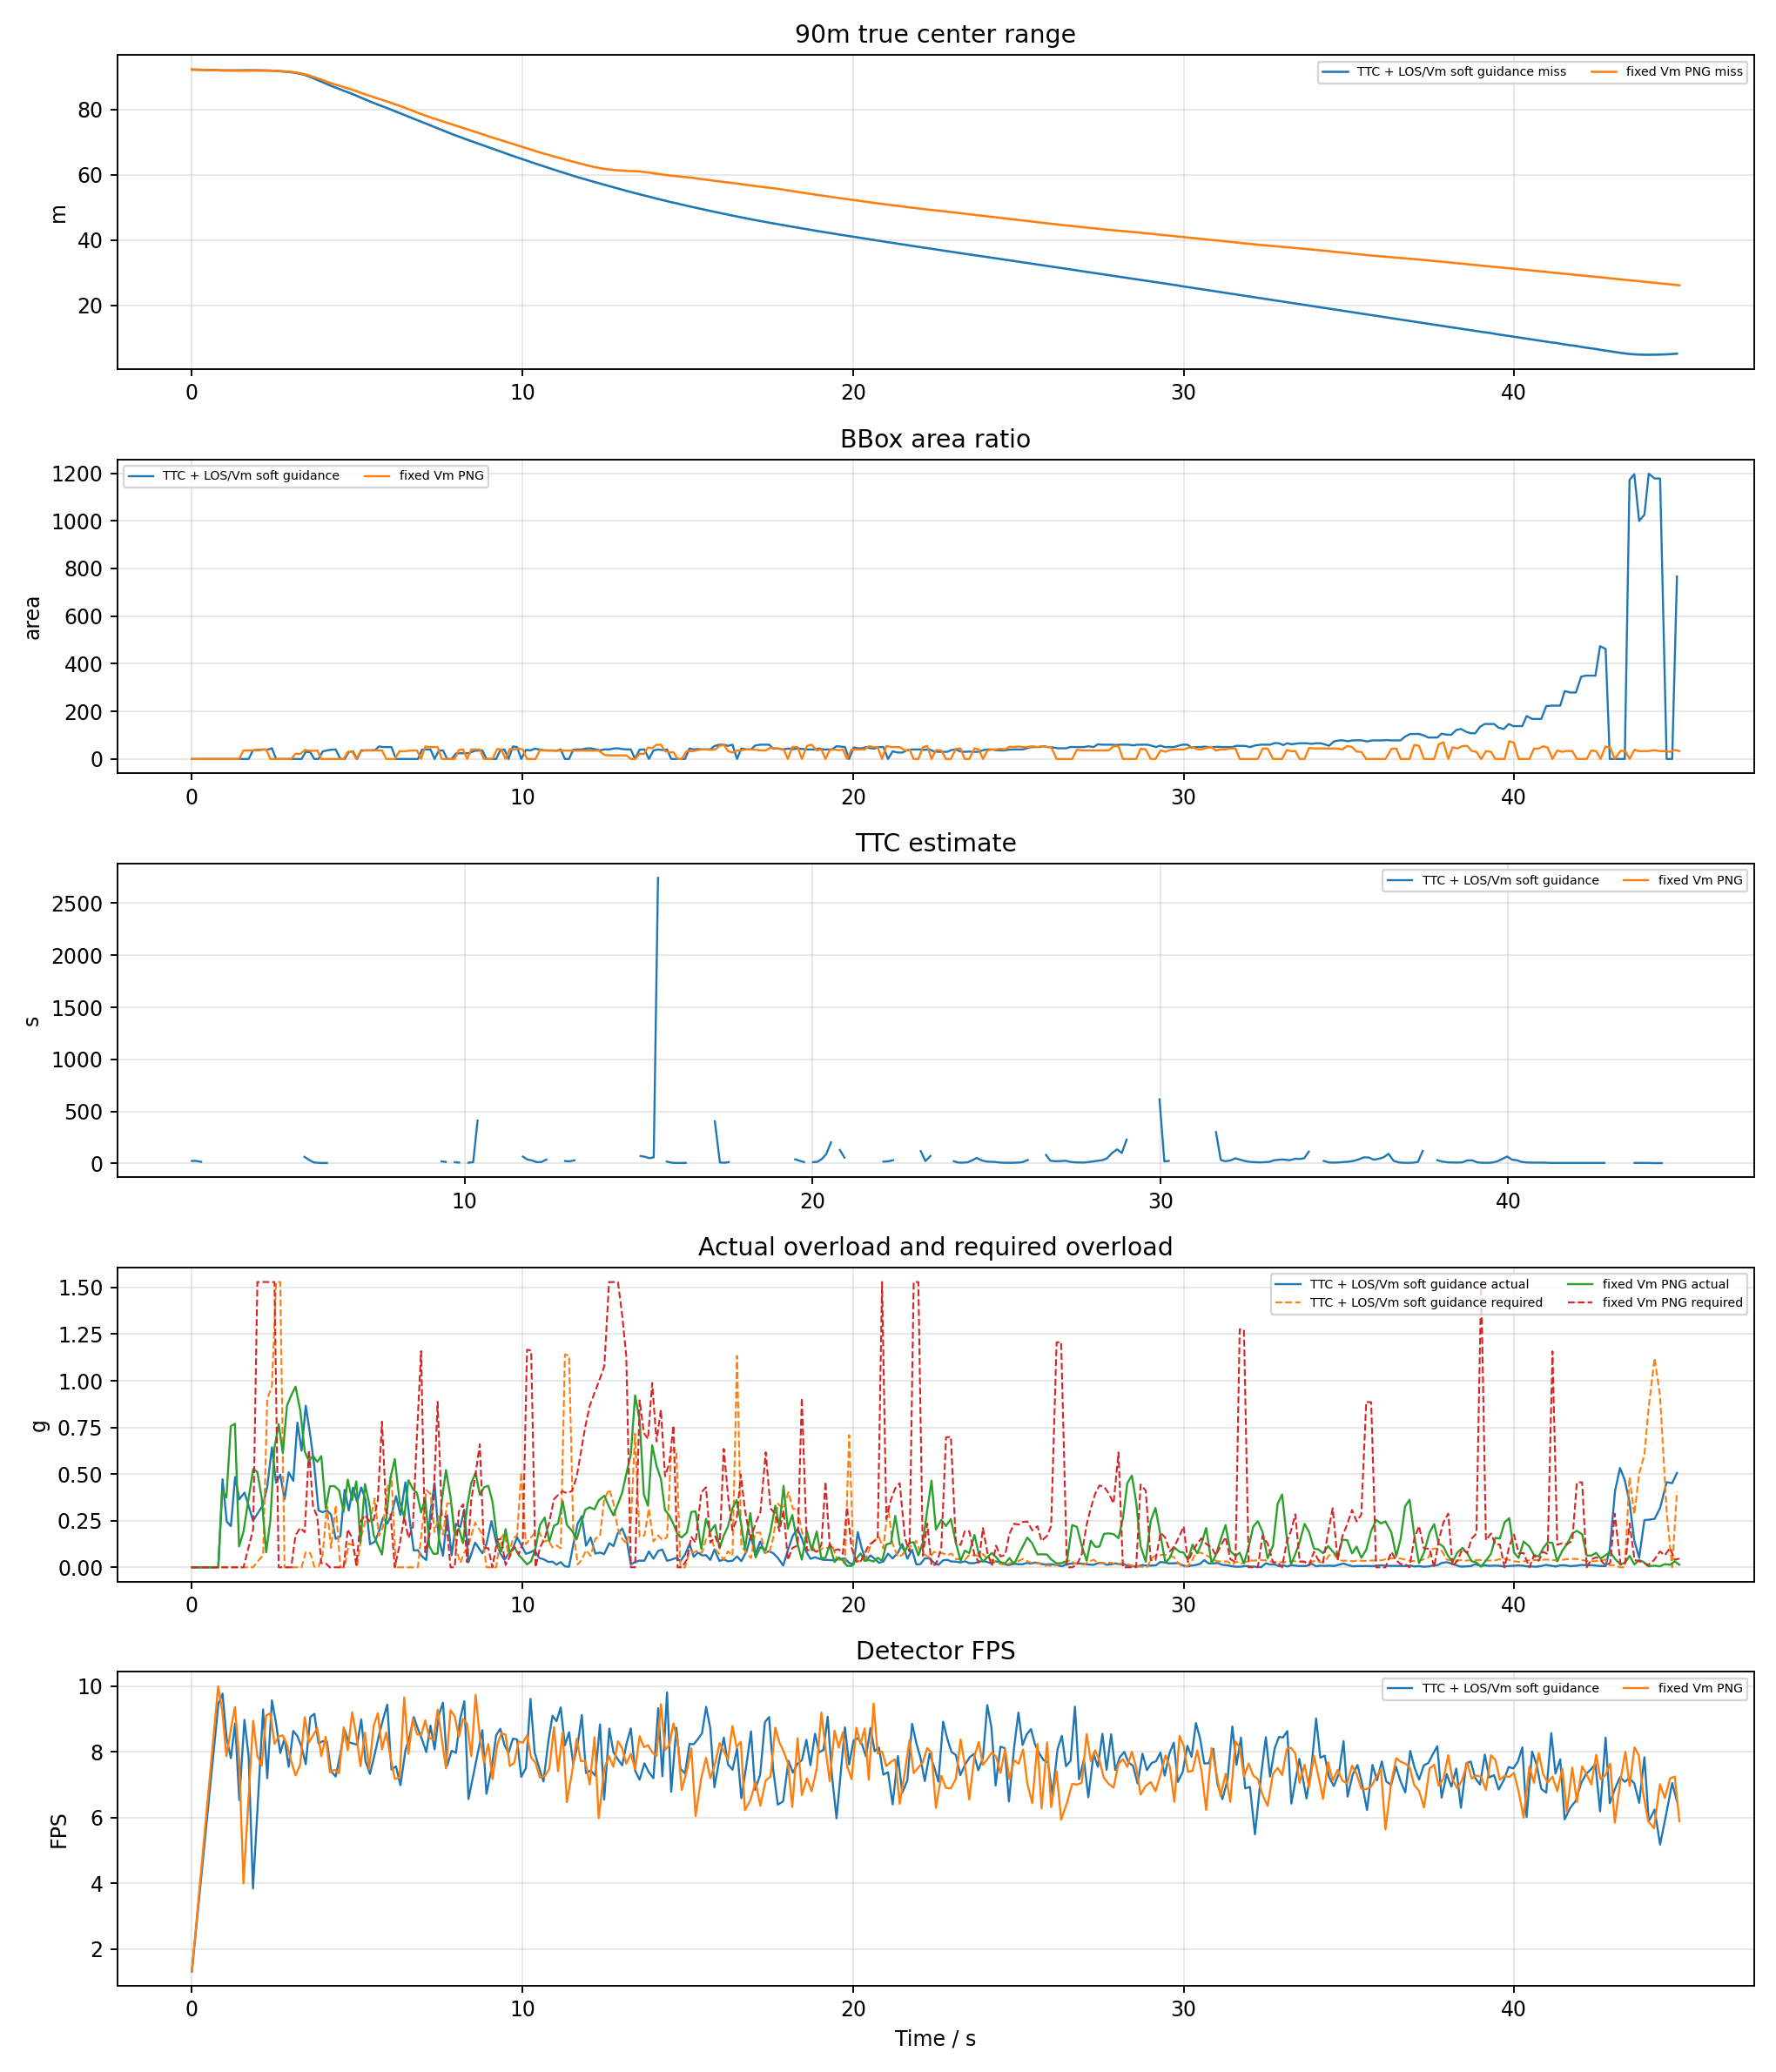 90m true center range
TTC + LOS/Vm soft guidance miss fixed Vm PNG miss
80
60
40
20
m
0 10 20 30 40
BBox area ratio
TTC + LOS/Vm soft guidance fixed Vm PNG
1200
1000
800
600
400
200
0
area
0 10 20 30 40
TTC estimate
TTC + LOS/Vm soft guidance fixed Vm PNG
2500
2000
1500
1000
500
0
s
10 20 30 40
Actual overload and required overload
TTC + LOS/Vm soft guidance actual fixed Vm PNG actual
TTC + LOS/Vm soft guidance required fixed Vm PNG required
1.50
1.25
1.00
0.75
0.50
0.25
0.00
g
0 10 20 30 40
Detector FPS
TTC + LOS/Vm soft guidance fixed Vm PNG
10
8
6
4
2
FPS
0 10 20 30 40
Time / s